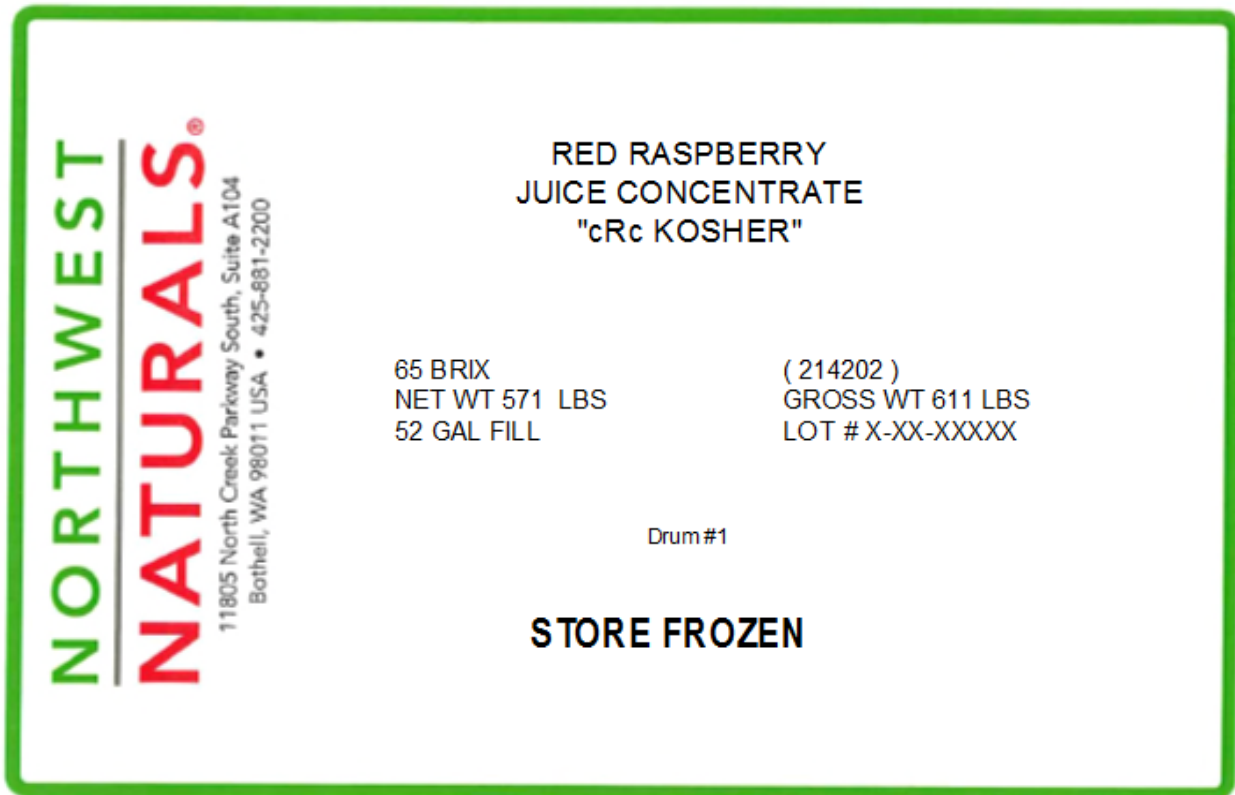 NORTHWEST
NATURALS®
11805 North Creek Parkway South, Suite A104
Bothell, WA 98011 USA • 425-881-2200
RED RASPBERRY
JUICE CONCENTRATE
"cRc KOSHER"
65 BRIX
NET WT 571 LBS
52 GAL FILL
( 214202 )
GROSS WT 611 LBS
LOT # X-XX-XXXXX
Drum #1
STORE FROZEN